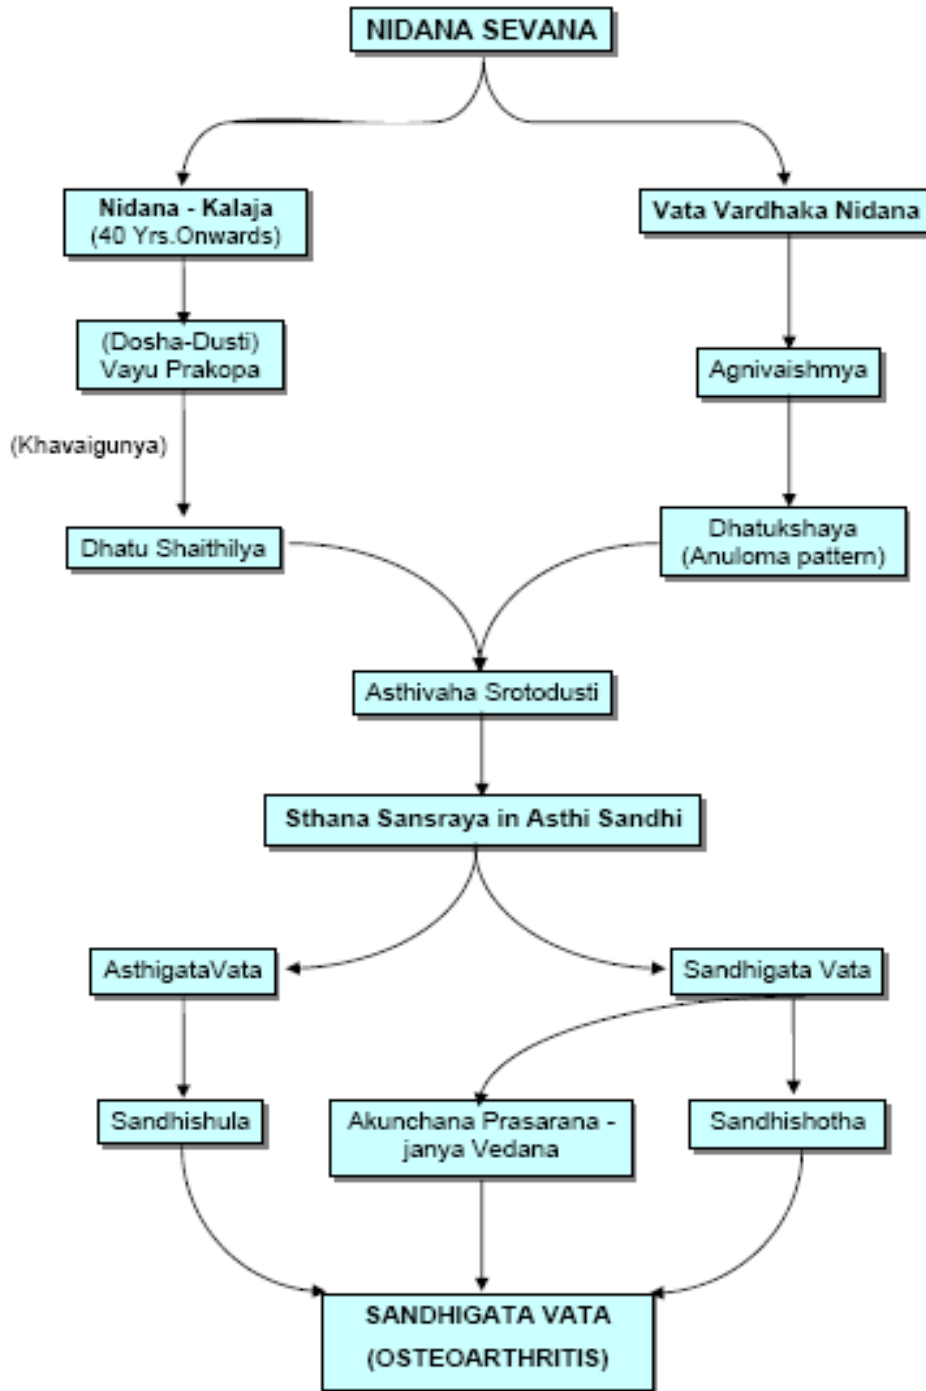 NIDANA SEVANA
Nidana - Kalaja
(40 Yrs.Onwards)
Vata Vardhaka Nidana
(Dosha-Dusti)
Vayu Prakopa
Agnivaishmya
(Khavaigunya)
Dhatu Shaithilya
Dhatukshaya
(Anuloma pattern)
Asthivaha Srotodusti
Sthana Sansraya in Asthi Sandhi
AsthigataVata
Sandhigata Vata
Sandhishula
Akunchana Prasarana -
janya Vedana
Sandhishotha
SANDHIGATA VATA
(OSTEOARTHRITIS)